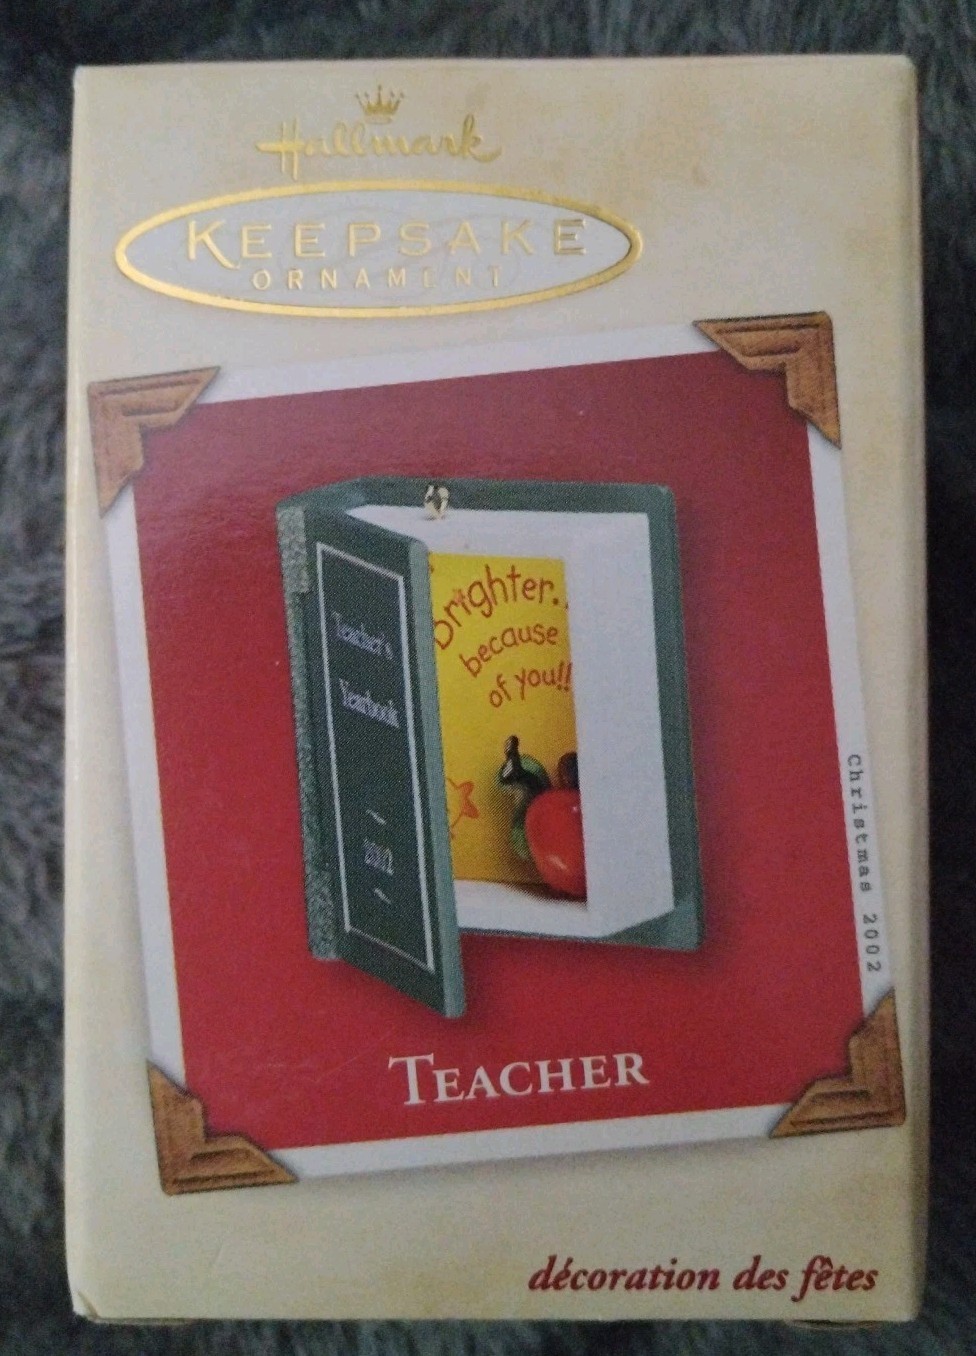 Hallmark
KEEPSAKE
ORNAMENT
Teacher's
Yearbook
/
2002
/
brighter..
because
of you!!
Christmas 2002
TEACHER
décoration des fêtes